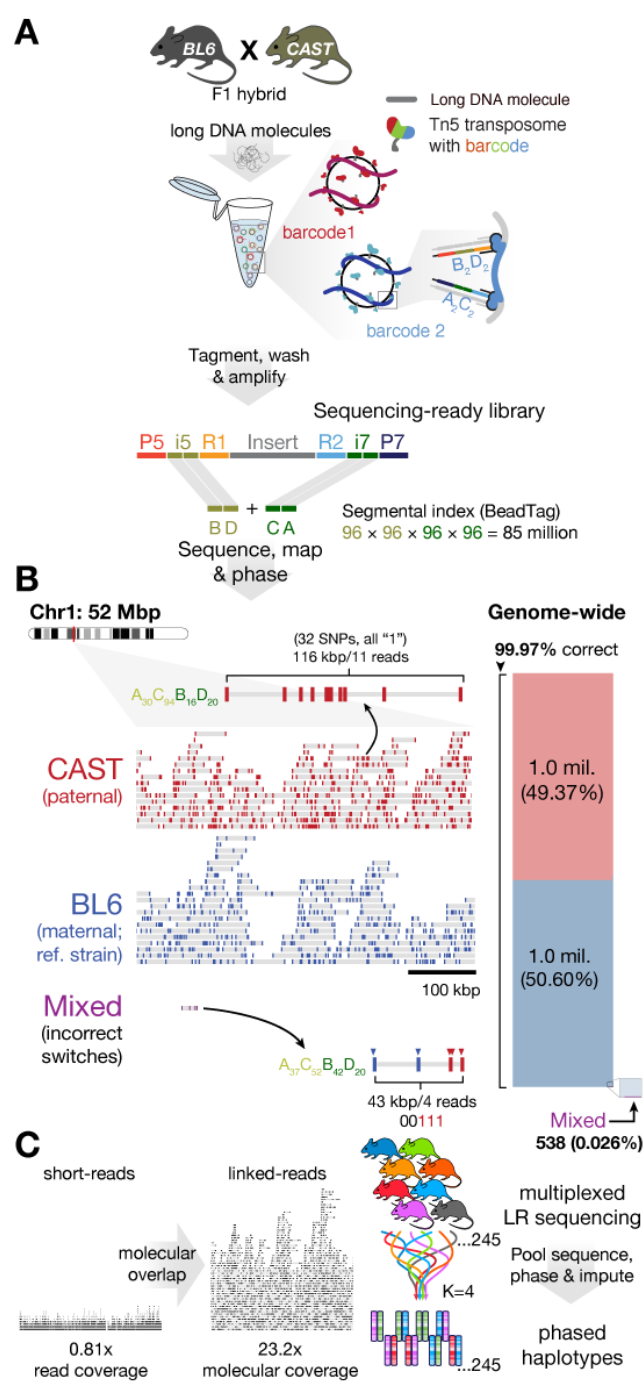 A
BL6 X CAST
F1 hybrid
Long DNA molecule
Tn5 transposome
with barcode
long DNA molecules
barcode1
B2D2
A2C2
barcode 2
Tagment, wash
& amplify
Sequencing-ready library
P5 i5 R1 Insert R2 i7 P7
B D + C A
Segmental index (BeadTag)
96 × 96 × 96 × 96 = 85 million
Sequence, map
& phase
B
Chr1: 52 Mbp
Genome-wide
(32 SNPs, all “1”)
116 kbp/11 reads
99.97% correct
A30C94B16D20
CAST
(paternal)
1.0 mil.
(49.37%)
BL6
(maternal;
ref. strain)
1.0 mil.
(50.60%)
100 kbp
Mixed
(incorrect
switches)
A37C52B42D20
43 kbp/4 reads
00111
Mixed
538 (0.026%)
C
short-reads
linked-reads
molecular
overlap
0.81x
read coverage
23.2x
molecular coverage
...245
K=4
...245
multiplexed
LR sequencing
Pool sequence,
phase & impute
phased
haplotypes